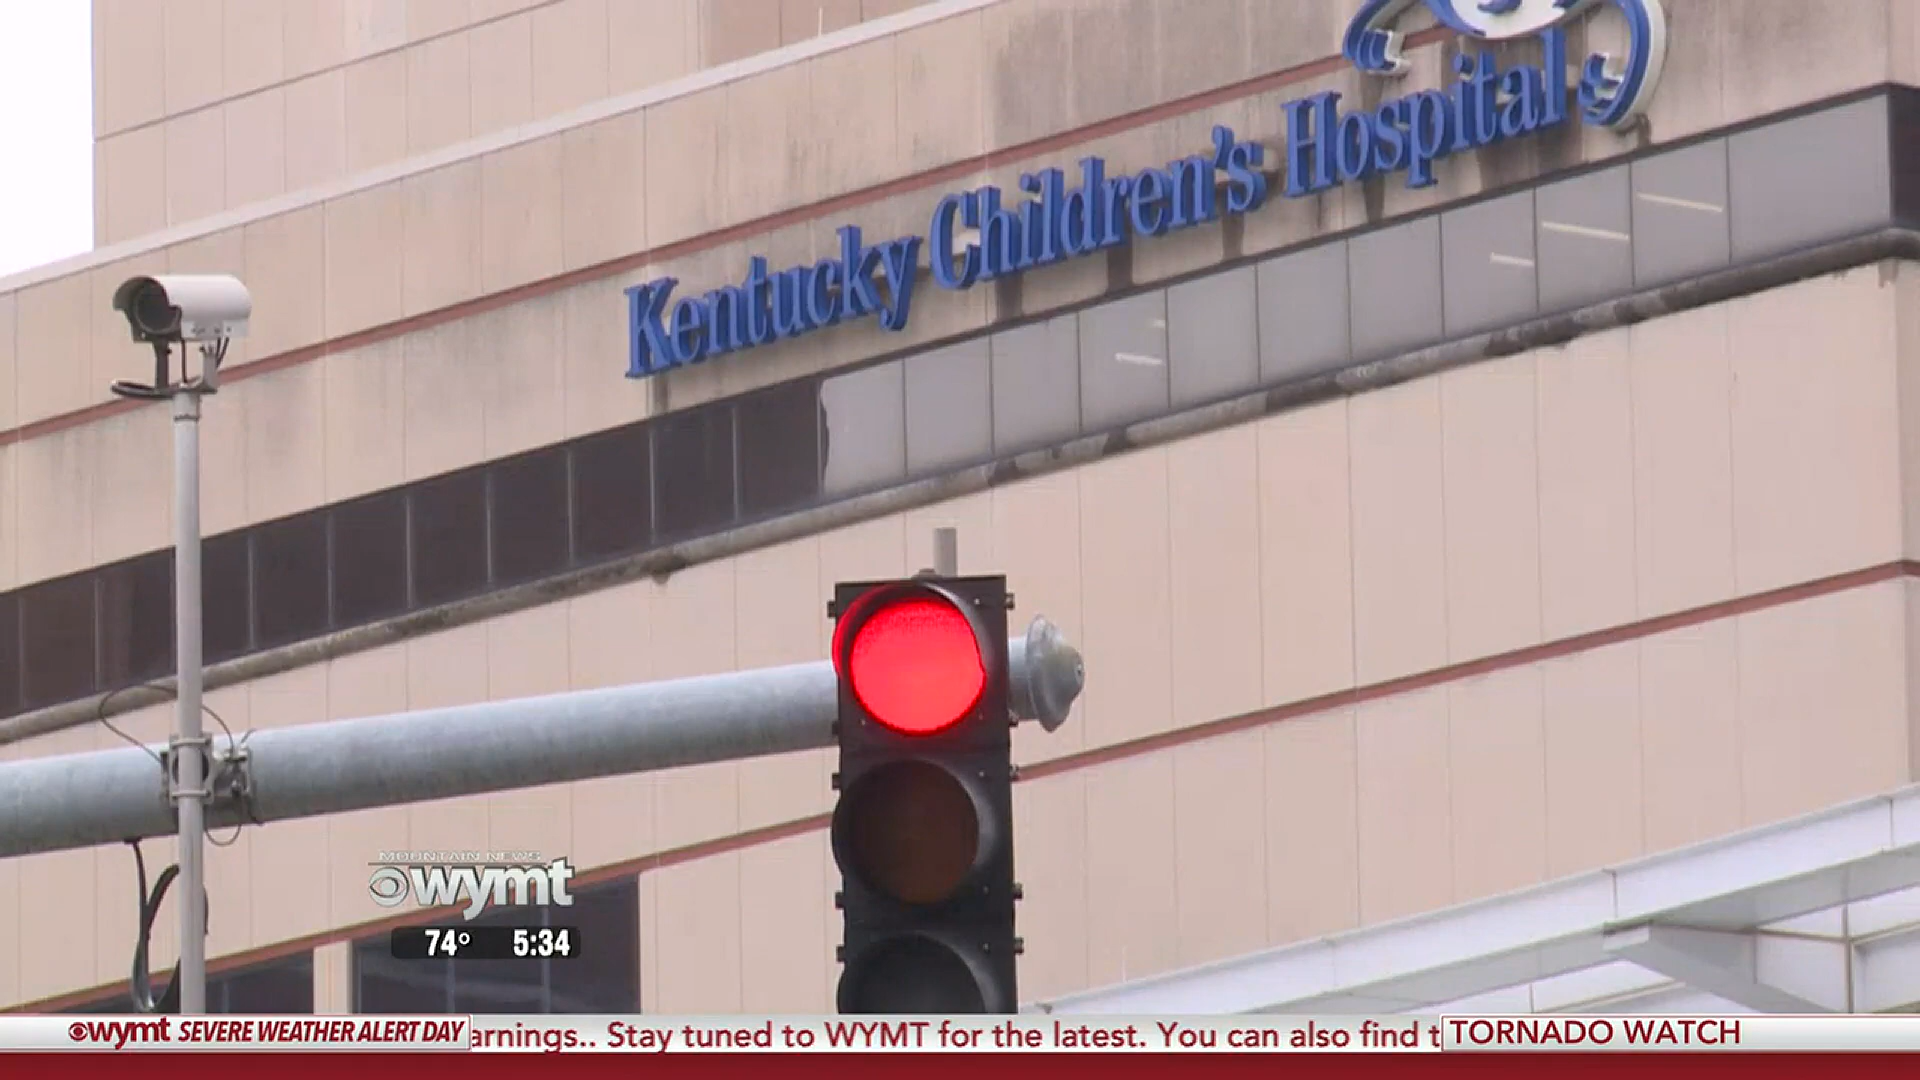 Kentucky Children's Hospital
MOUNTAIN NEWS
wymt
74° 5:34
wymt SEVERE WEATHER ALERT DAY
arnings.. Stay tuned to WYMT for the latest. You can also find t
TORNADO WATCH